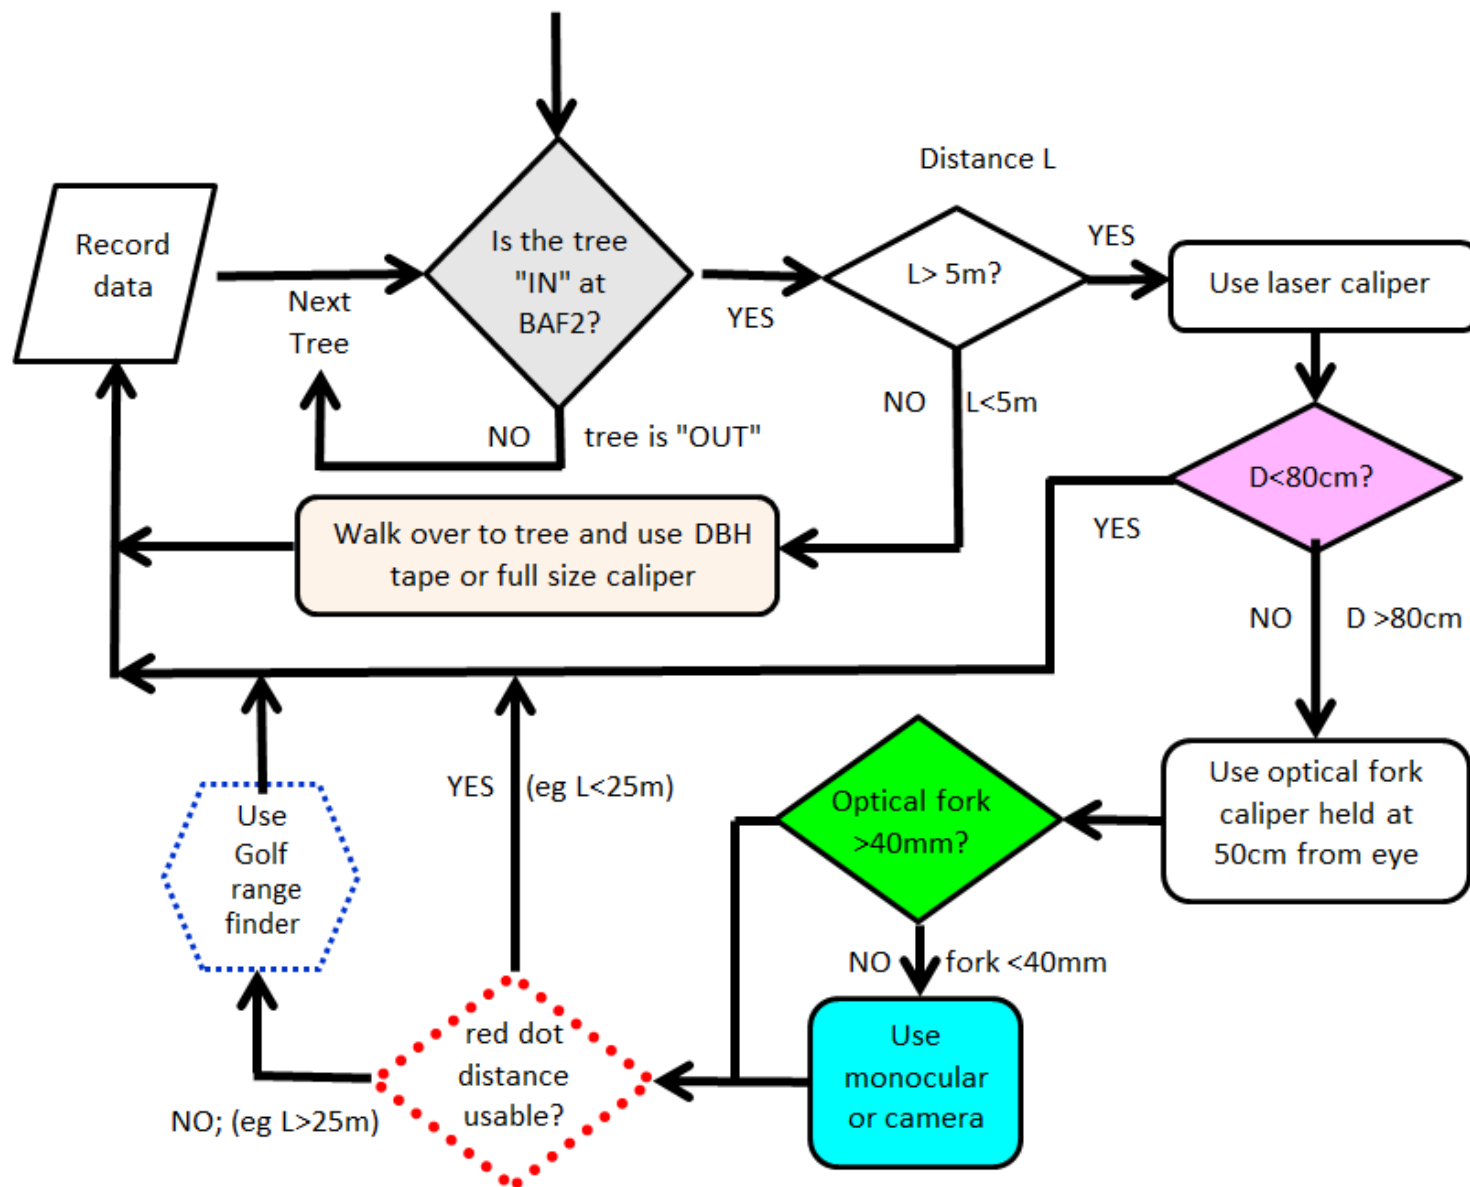 Distance L
Record
data
Is the tree
"IN" at
BAF2?
YES
L> 5m?
YES
Use laser caliper
Next
Tree
NO
tree is "OUT"
NO
L<5m
D<80cm?
YES
Walk over to tree and use DBH
tape or full size caliper
NO
D >80cm
Use optical fork
caliper held at
50cm from eye
Optical fork
>40mm?
YES
(eg L<25m)
Use
Golf
range
finder
NO
fork <40mm
Use
monocular
or camera
red dot
distance
usable?
NO; (eg L>25m)